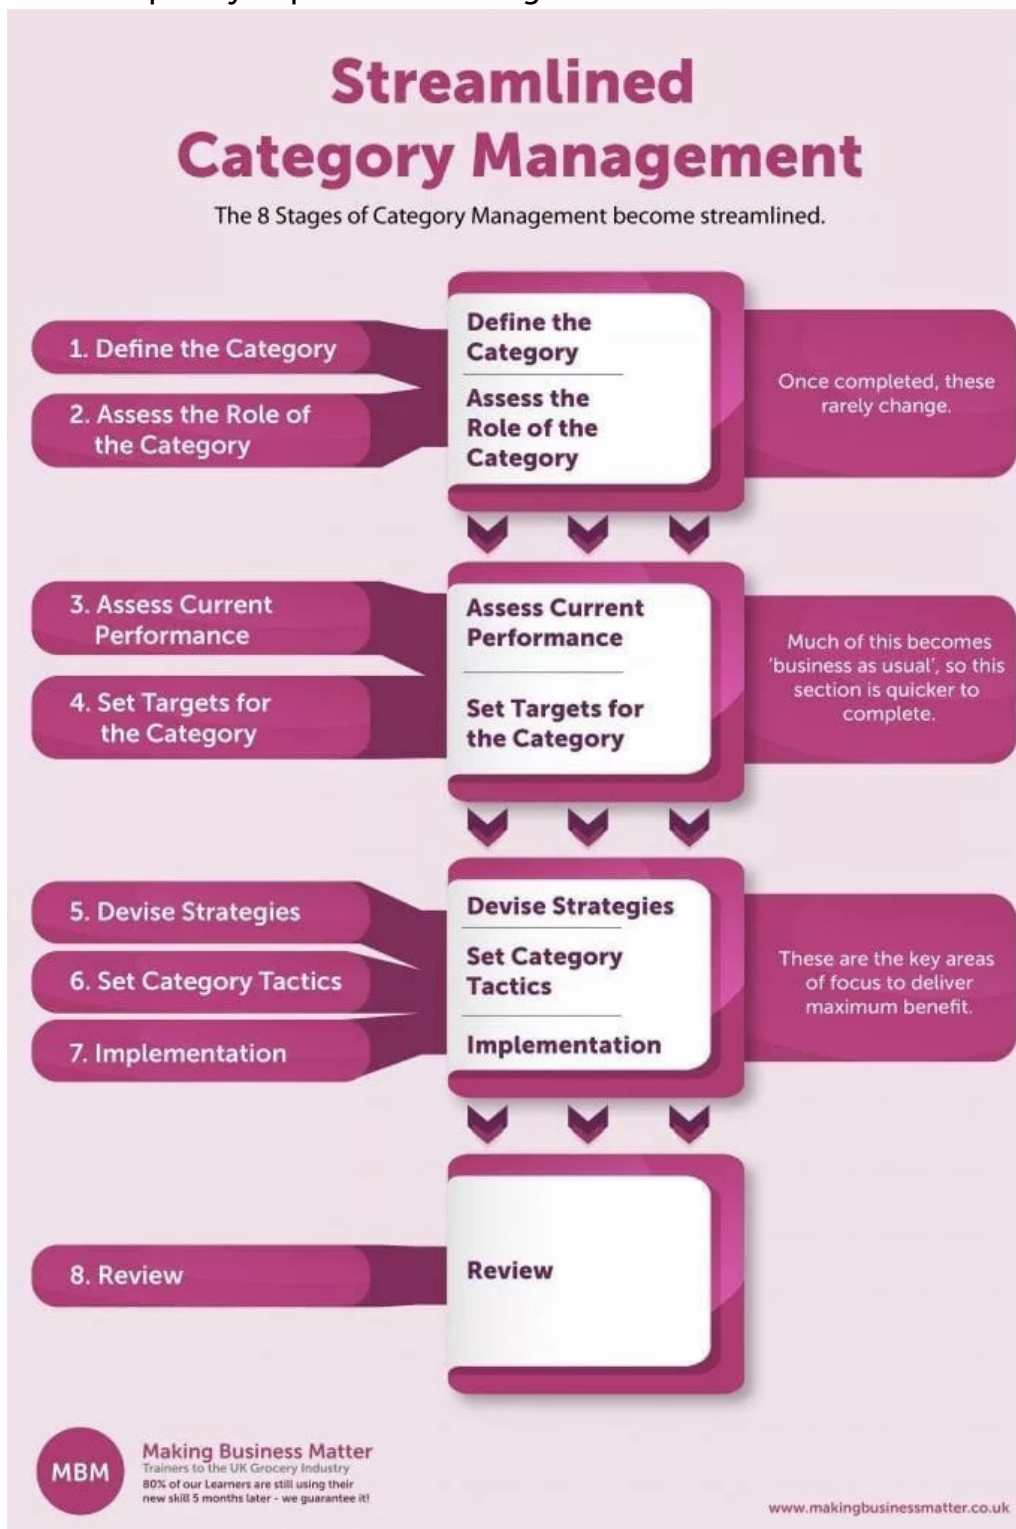 Streamlined
Category Management
The 8 Stages of Category Management become streamlined.
1. Define the Category
2. Assess the Role of
the Category
Define the
Category
Assess the
Role of the
Category
Once completed, these
rarely change.
3. Assess Current
Performance
4. Set Targets for
the Category
Assess Current
Performance
Set Targets for
the Category
Much of this becomes
'business as usual', so this
section is quicker to
complete.
5. Devise Strategies
6. Set Category Tactics
7. Implementation
Devise Strategies
Set Category
Tactics
Implementation
These are the key areas
of focus to deliver
maximum benefit.
8. Review
Review
MBM
Making Business Matter
Trainers to the UK Grocery Industry
80% of our Learners are still using their
new skill 5 months later - we guarantee it!
www.makingbusinessmatter.co.uk